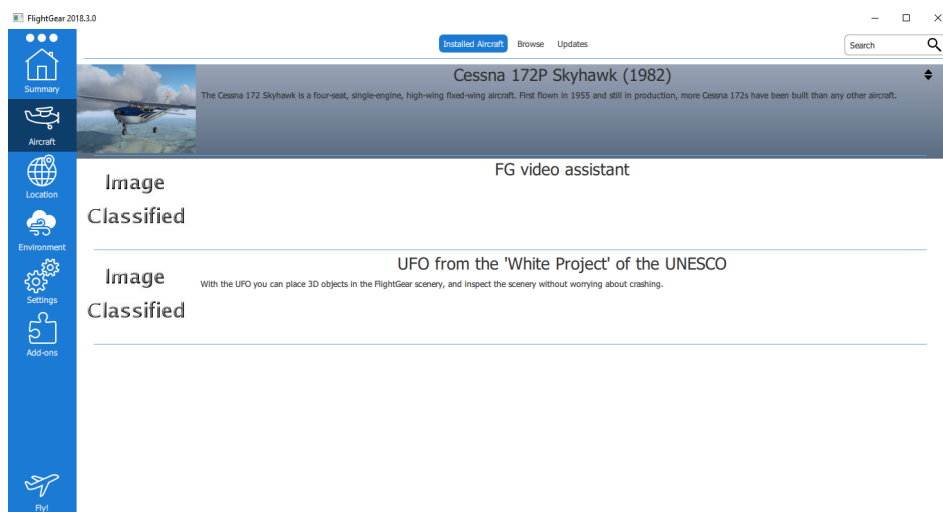 FlightGear 2018.3.0
Installed Aircraft Browse Updates
Search
Summary
Aircraft
Location
Environment
Settings
Add-ons
Fly!
Cessna 172P Skyhawk (1982)
The Cessna 172 Skyhawk is a four-seat, single-engine, high-wing fixed-wing aircraft. First flown in 1955 and still in production, more Cessna 172s have been built than any other aircraft.
Image
Classified
FG video assistant
Image
Classified
UFO from the 'White Project' of the UNESCO
With the UFO you can place 3D objects in the FlightGear scenery, and inspect the scenery without worrying about crashing.